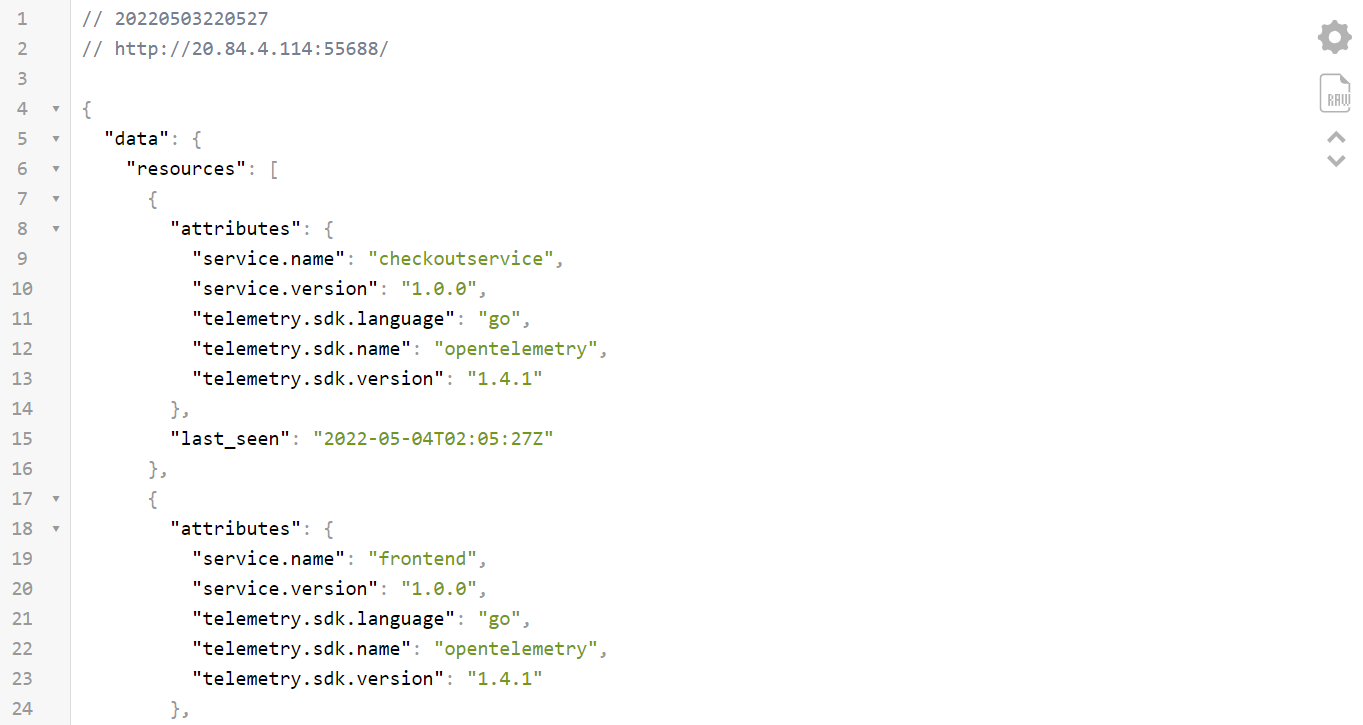 1 // 20220503220527
2 // http://20.84.4.114:55688/
3
4 {
5   "data": {
6     "resources": [
7       {
8         "attributes": {
9           "service.name": "checkoutservice",
10           "service.version": "1.0.0",
11           "telemetry.sdk.language": "go",
12           "telemetry.sdk.name": "opentelemetry",
13           "telemetry.sdk.version": "1.4.1"
14         },
15         "last_seen": "2022-05-04T02:05:27Z"
16       },
17       {
18         "attributes": {
19           "service.name": "frontend",
20           "service.version": "1.0.0",
21           "telemetry.sdk.language": "go",
22           "telemetry.sdk.name": "opentelemetry",
23           "telemetry.sdk.version": "1.4.1"
24         },
RAW